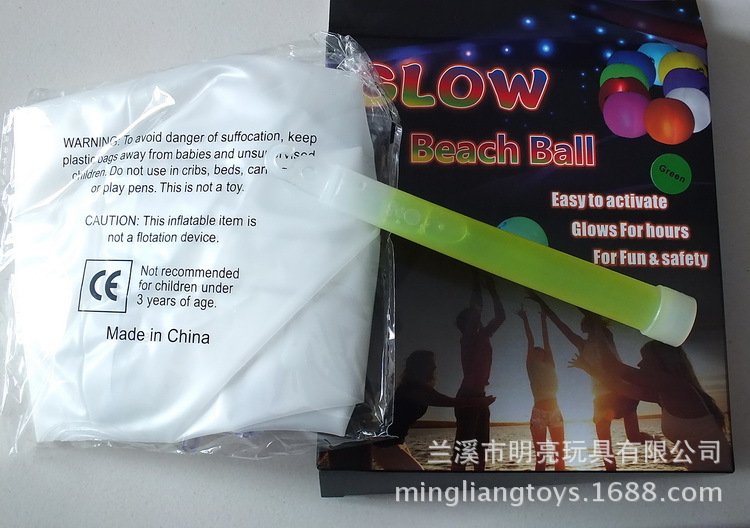 WARNING: To avoid danger of suffocation, keep
plastic bags away from babies and unsupervised
children. Do not use in cribs, beds,
or play pens. This is not a toy.
CAUTION: This inflatable item is
not a flotation device.
CE
Not recommended
for children under
3 years of age.
Made in China
GLOW
Beach Ball
Green
Easy to activate
Glows For hours
For Fun & safety
兰溪市明亮玩具有限公司
mingliangtoys.1688.com